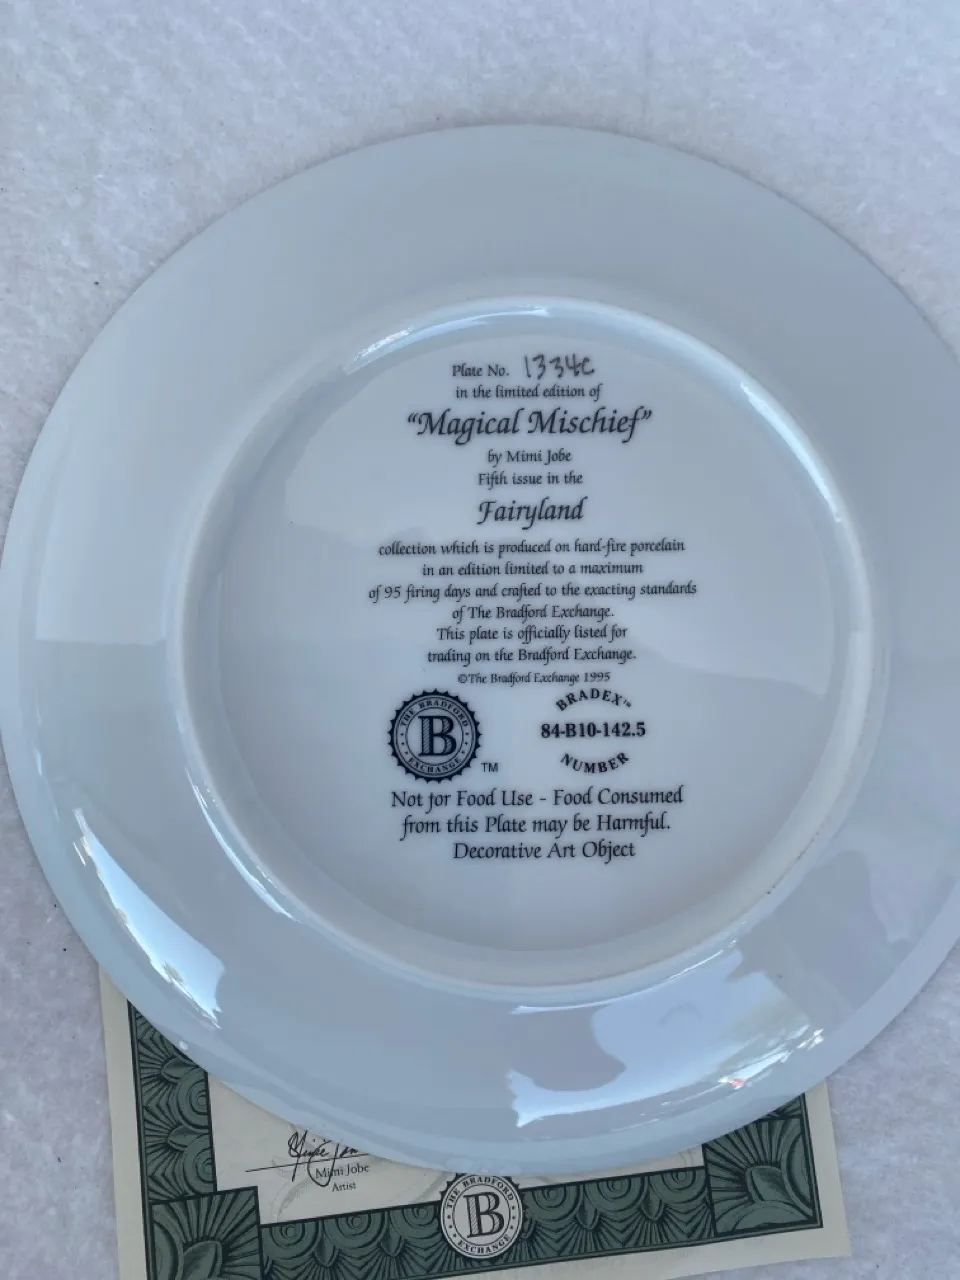 Plate No. 1334C
in the limited edition of
"Magical Mischief"
by Mimi Jobe
Fifth issue in the
Fairyland
collection which is produced on hard-fire porcelain
in an edition limited to a maximum
of 95 firing days and crafted to the exacting standards
of The Bradford Exchange.
This plate is officially listed for
trading on the Bradford Exchange.
©The Bradford Exchange 1995
THE BRADFORD
B
EXCHANGE
TM
BRADEX™
84-B10-142.5
NUMBER
Not for Food Use - Food Consumed
from this Plate may be Harmful.
Decorative Art Object
Mimi Jobe
Artist
THE BRADFORD
B
EXCHANGE